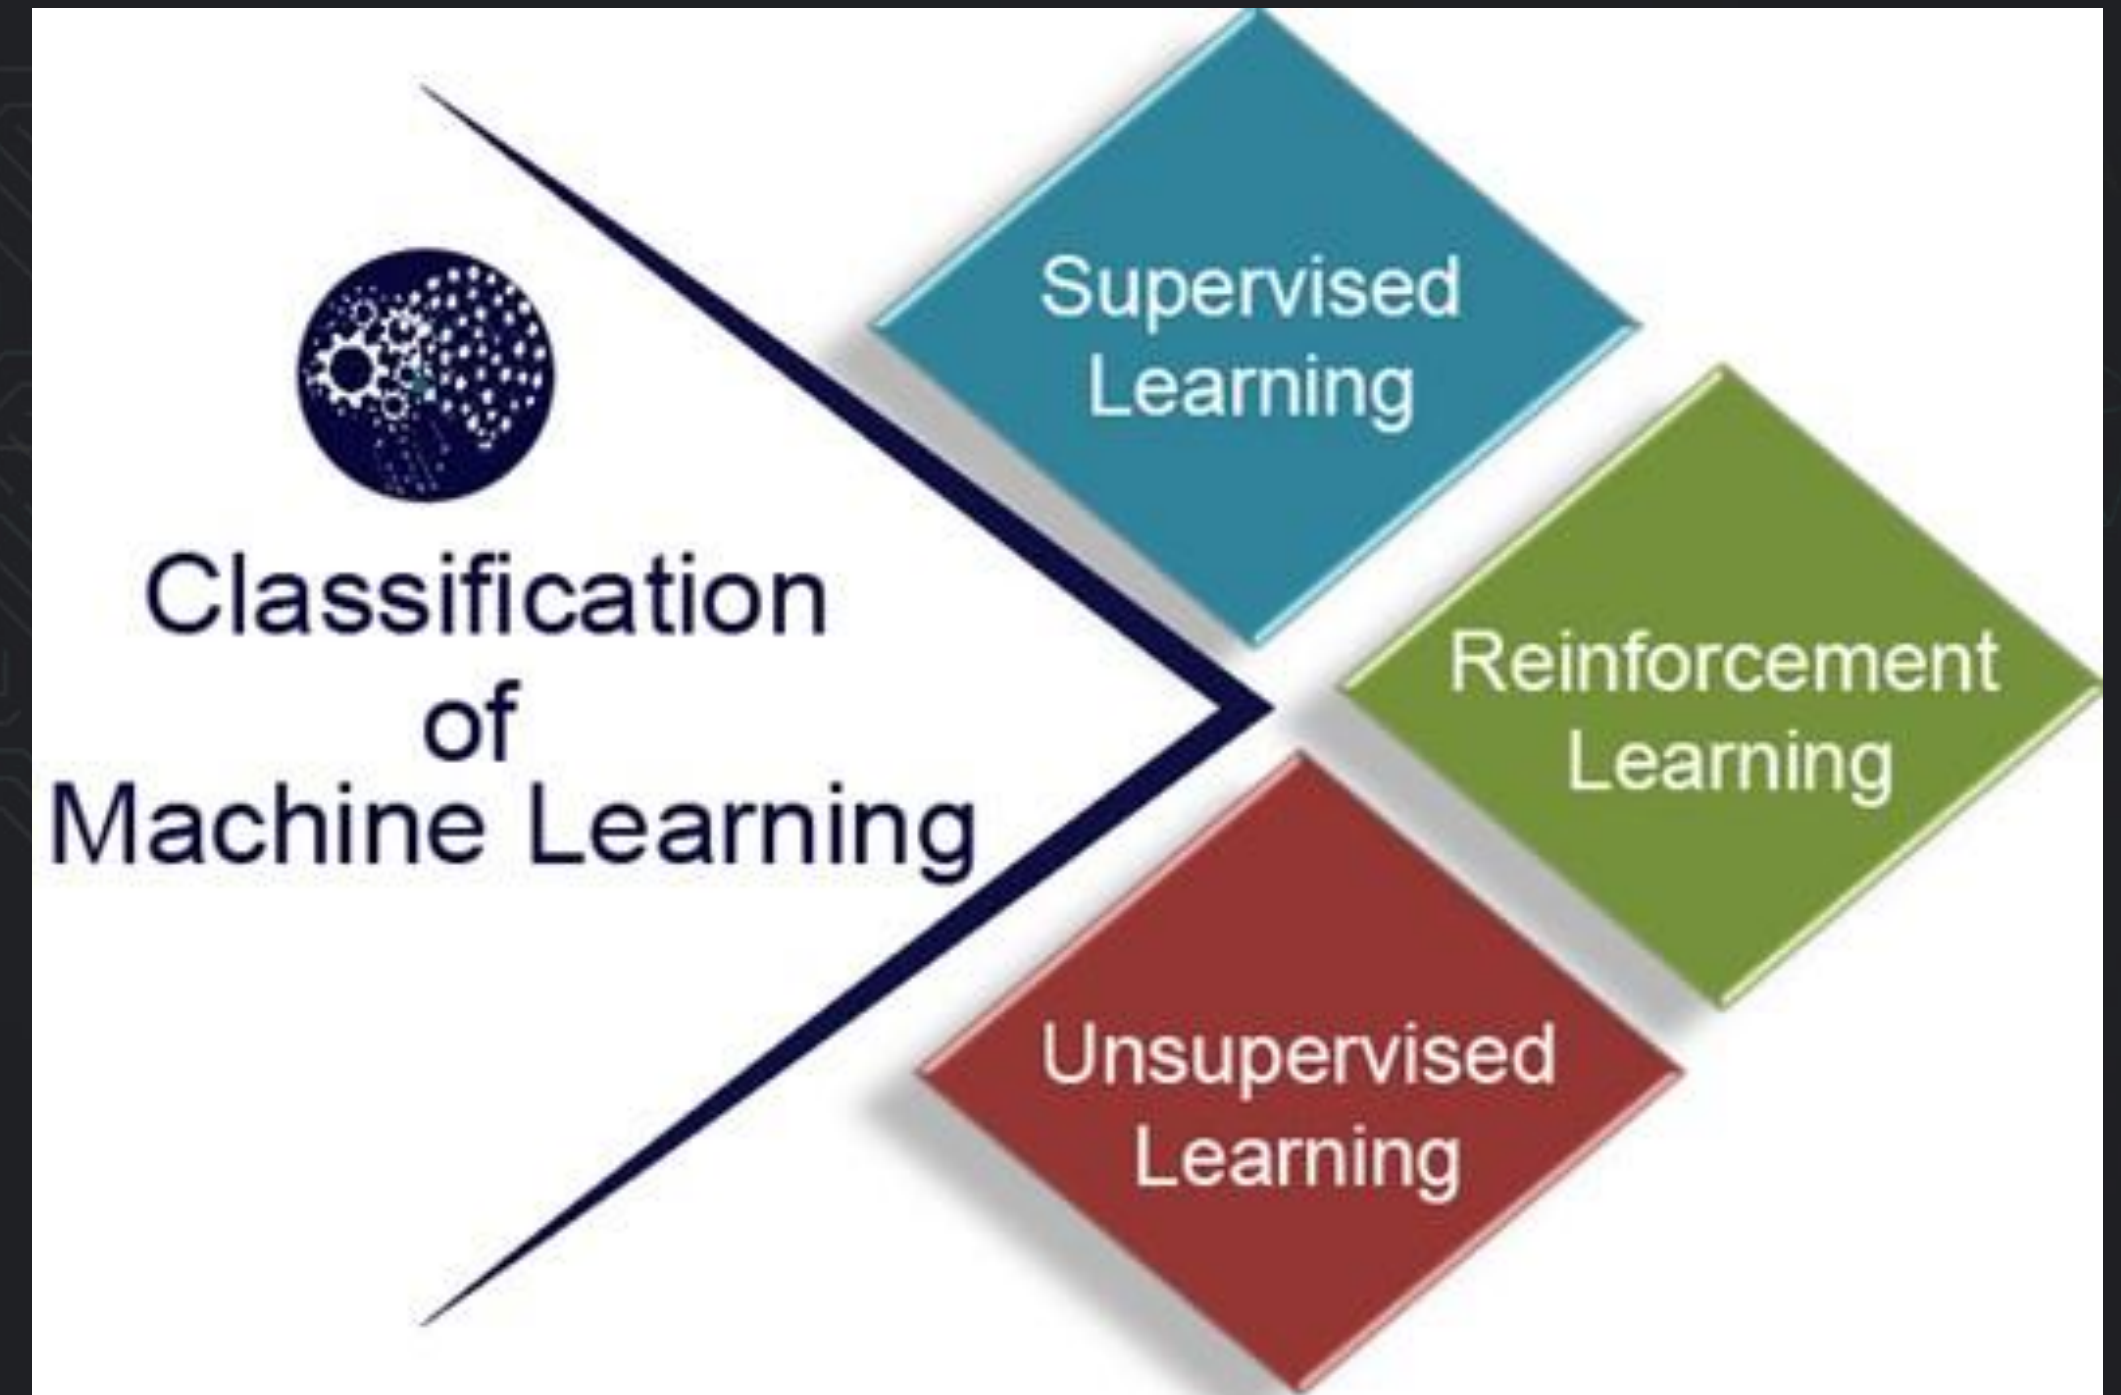 Classification
of
Machine Learning
Supervised
Learning
Reinforcement
Learning
Unsupervised
Learning